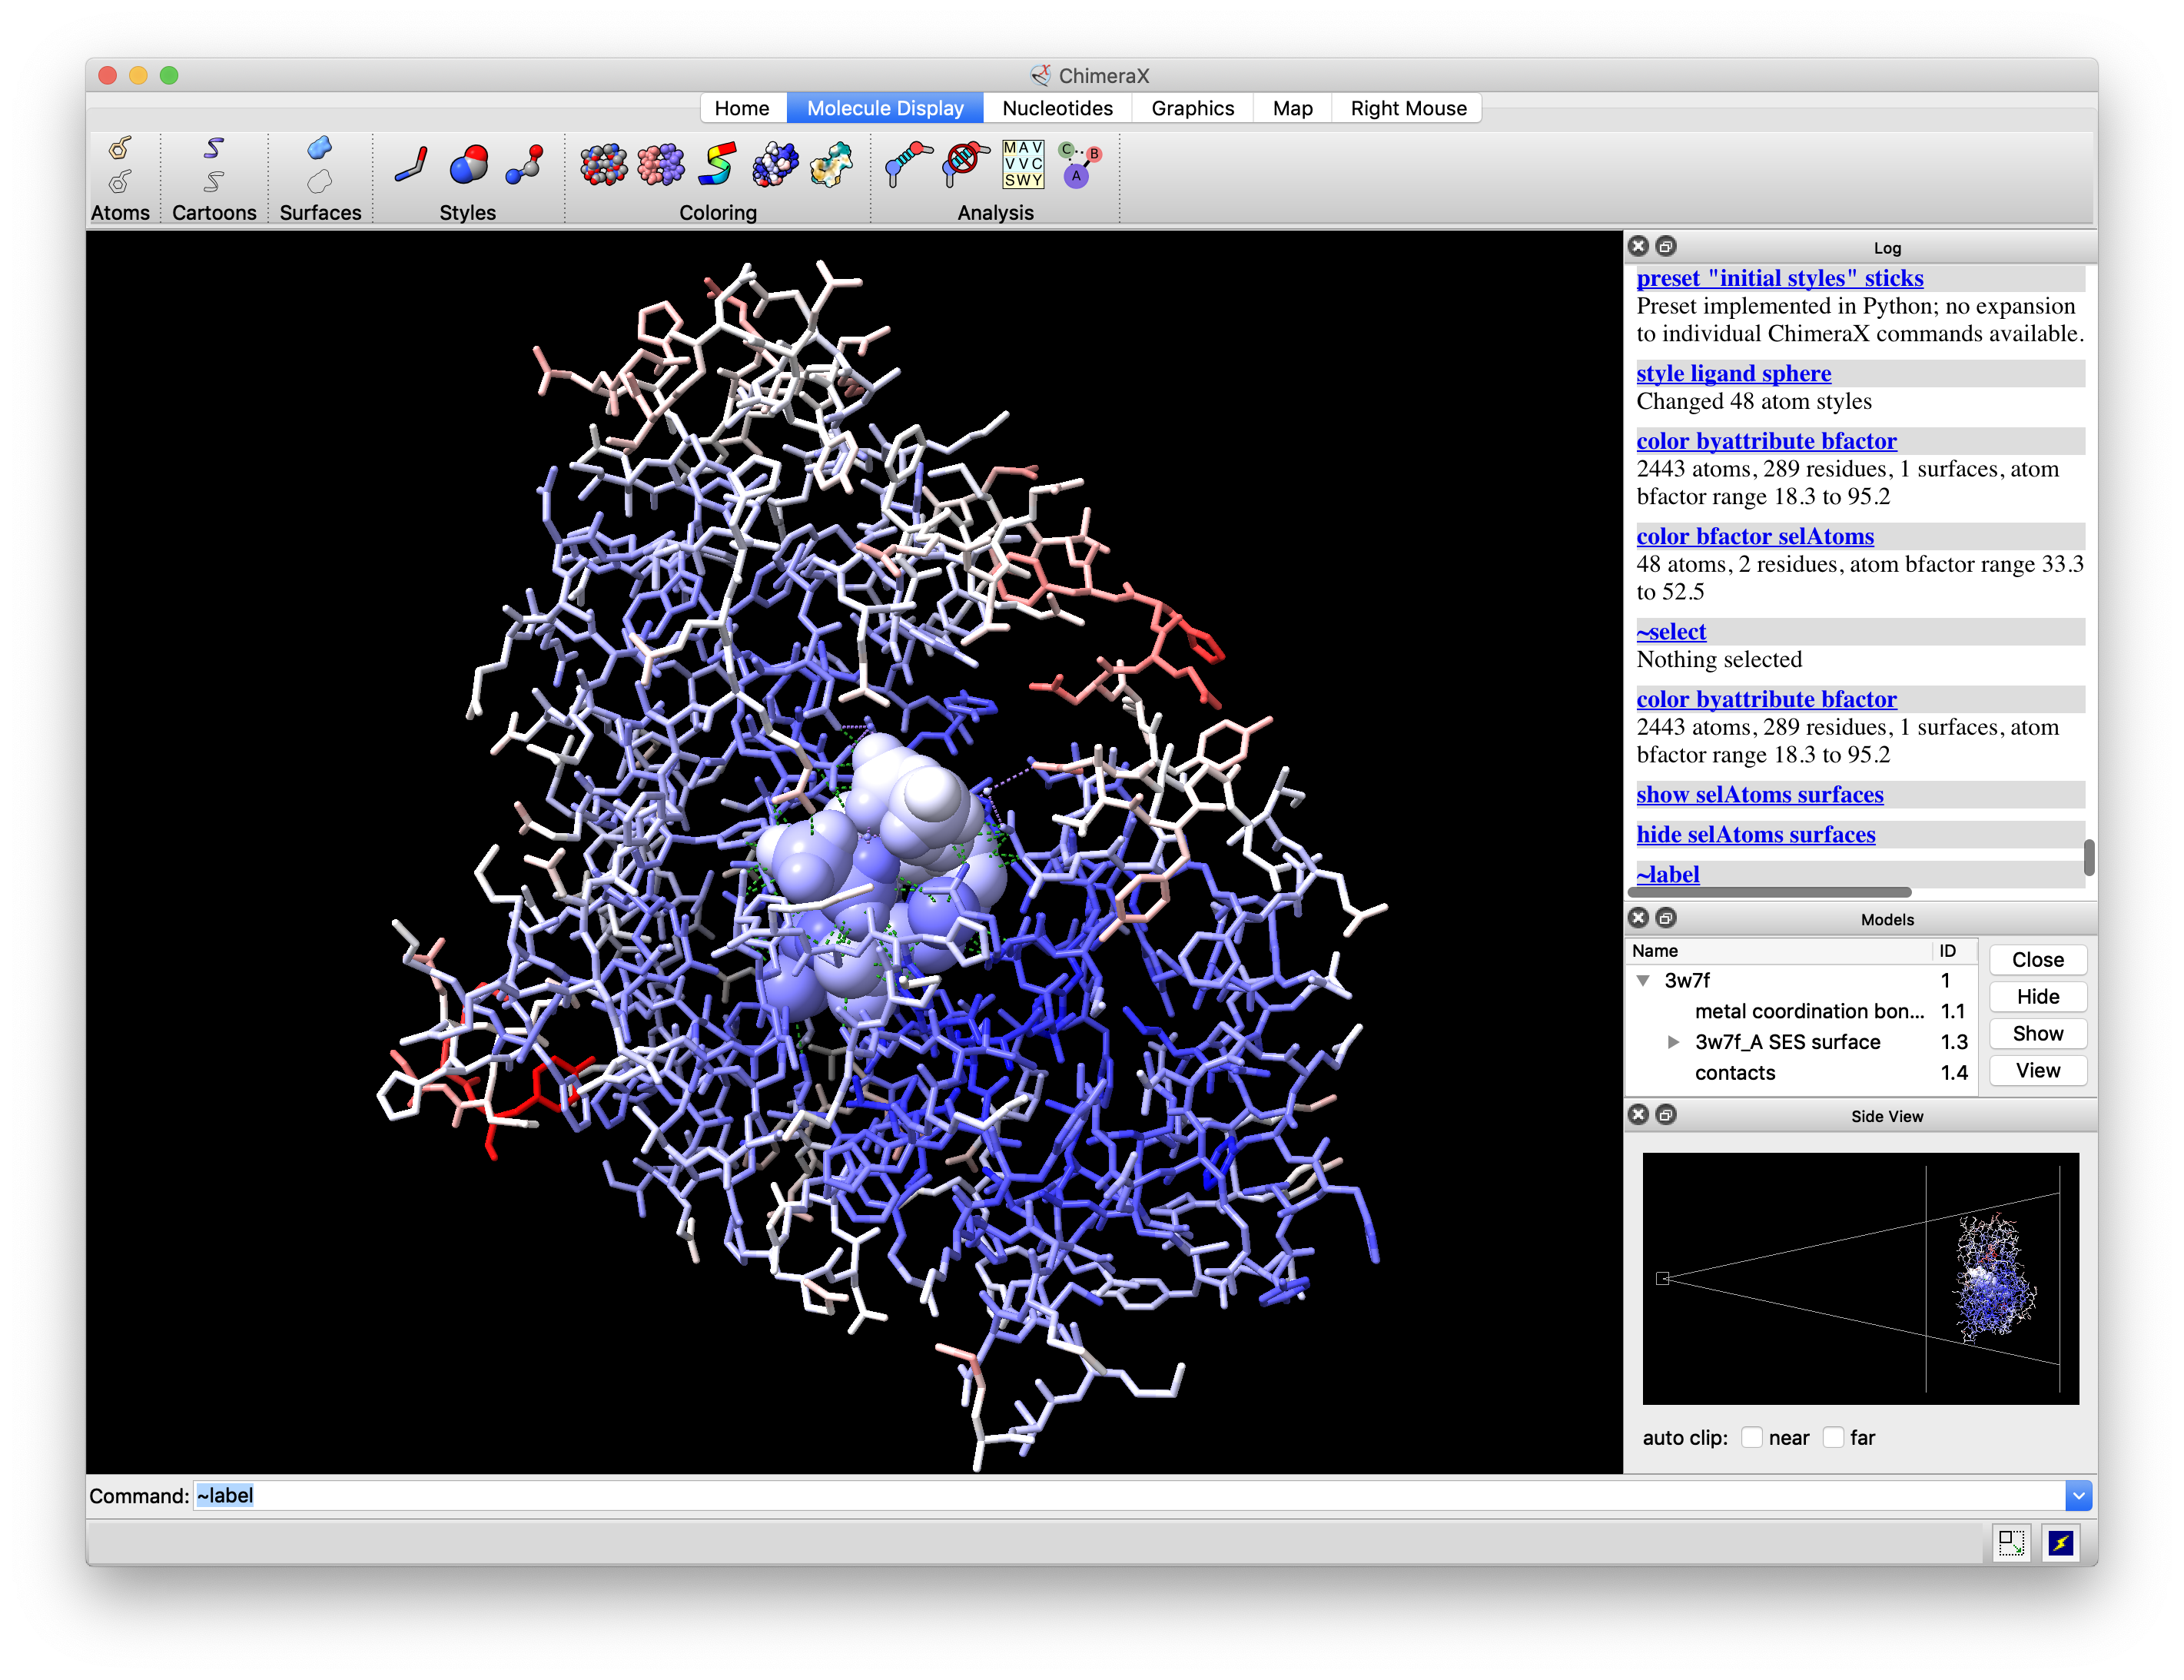 ChimeraX
Home
Molecule Display
Nucleotides
Graphics
Map
Right Mouse
M A V
V V C
S W Y
C
B
A
Atoms
Cartoons
Surfaces
Styles
Coloring
Analysis
Log
preset "initial styles" sticks
Preset implemented in Python; no expansion
to individual ChimeraX commands available.
style ligand sphere
Changed 48 atom styles
color byattribute bfactor
2443 atoms, 289 residues, 1 surfaces, atom
bfactor range 18.3 to 95.2
color bfactor selAtoms
48 atoms, 2 residues, atom bfactor range 33.3
to 52.5
~select
Nothing selected
color byattribute bfactor
2443 atoms, 289 residues, 1 surfaces, atom
bfactor range 18.3 to 95.2
show selAtoms surfaces
hide selAtoms surfaces
~label
Models
Name ID
3w7f 1
metal coordination bon... 1.1
3w7f_A SES surface 1.3
contacts 1.4
Close
Hide
Show
View
Side View
auto clip: near far
Command: ~label